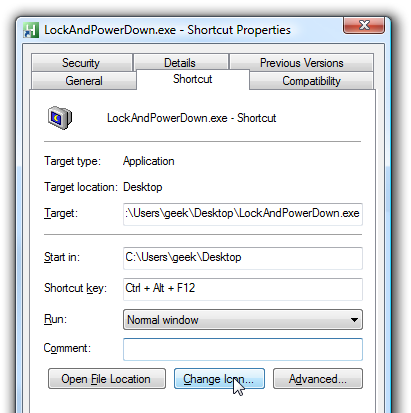 LockAndPowerDown.exe - Shortcut Properties
Security Details Previous Versions
General Shortcut Compatibility
LockAndPowerDown.exe - Shortcut
Target type: Application
Target location: Desktop
Target: :\Users\geek\Desktop\LockAndPowerDown.exe
Start in: C:\Users\geek\Desktop
Shortcut key: Ctrl + Alt + F12
Run: Normal window
Comment:
Open File Location Change Icon... Advanced...